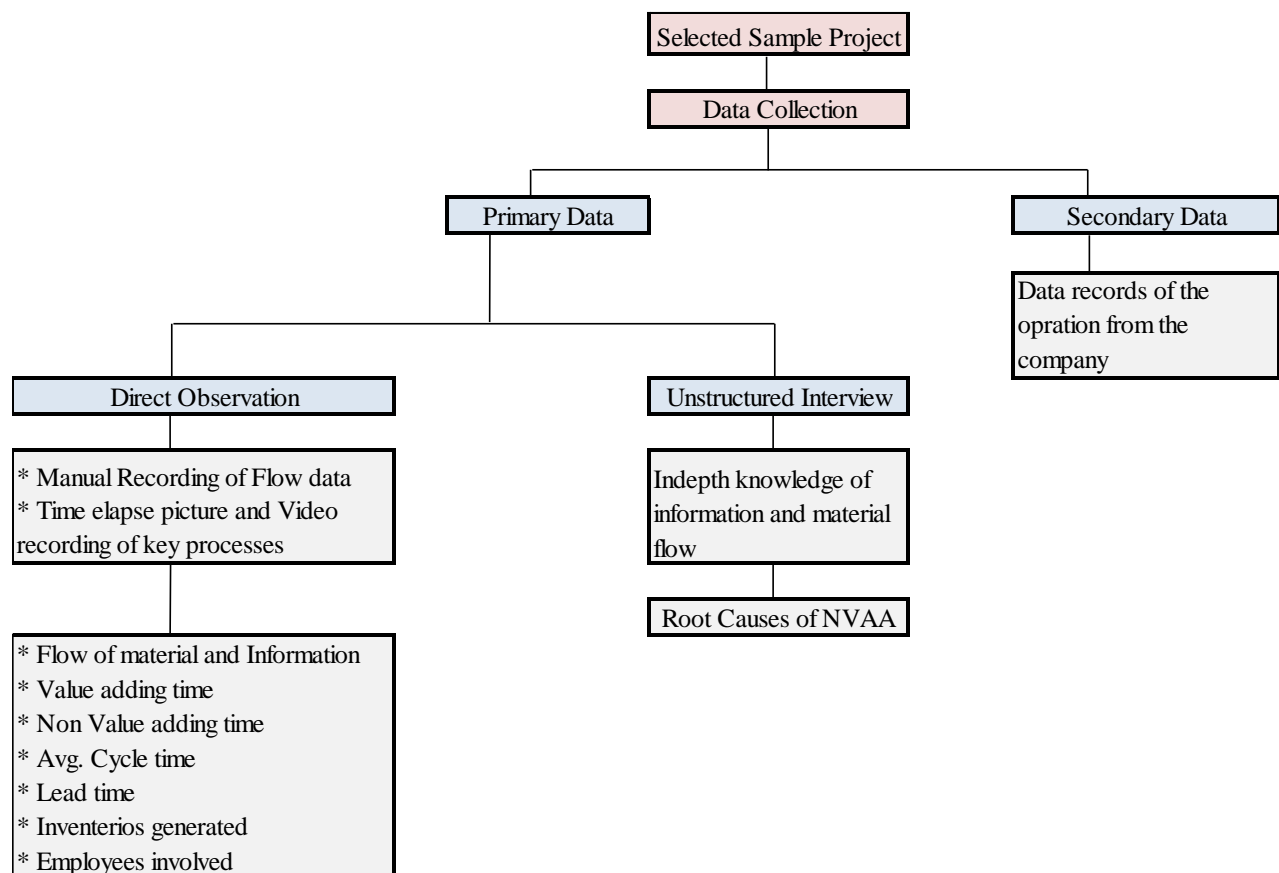 Selected Sample Project
Data Collection
Primary Data
Secondary Data
Data records of the
opration from the
company
Direct Observation
Unstructured Interview
* Manual Recording of Flow data
* Time elapse picture and Video
recording of key processes
Indepth knowledge of
information and material
flow
Root Causes of NVAA
* Flow of material and Information
* Value adding time
* Non Value adding time
* Avg. Cycle time
* Lead time
* Inventerios generated
* Employees involved